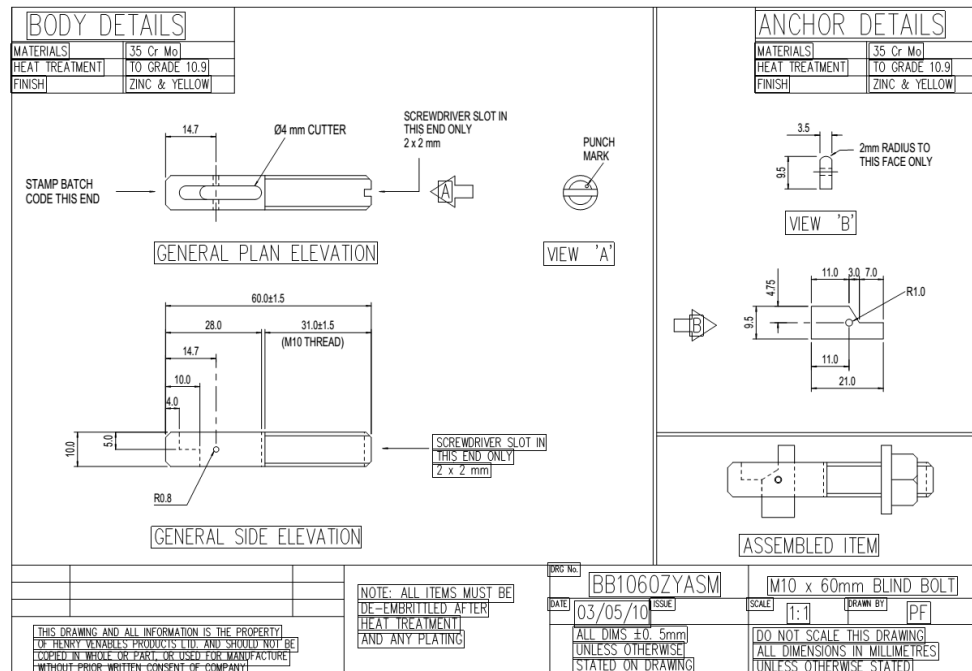 BODY DETAILS
MATERIALS 35 Cr Mo
HEAT TREATMENT TO GRADE 10.9
FINISH ZINC & YELLOW
ANCHOR DETAILS
MATERIALS 35 Cr Mo
HEAT TREATMENT TO GRADE 10.9
FINISH ZINC & YELLOW
14.7
Ø4 mm CUTTER
SCREWDRIVER SLOT IN
THIS END ONLY
2 x 2 mm
STAMP BATCH
CODE THIS END
A
PUNCH
MARK
GENERAL PLAN ELEVATION
VIEW 'A'
3.5
9.5
2mm RADIUS TO
THIS FACE ONLY
VIEW 'B'
60.0±1.5
28.0
31.0±1.5
(M10 THREAD)
14.7
10.0
4.0
10.0
5.0
R0.8
SCREWDRIVER SLOT IN
THIS END ONLY
2 x 2 mm
GENERAL SIDE ELEVATION
11.0
3.0
7.0
4.75
R1.0
B
9.5
11.0
21.0
ASSEMBLED ITEM
THIS DRAWING AND ALL INFORMATION IS THE PROPERTY
OF HENRY VENABLES PRODUCTS LTD. AND SHOULD NOT BE
COPIED IN WHOLE OR PART, OR USED FOR MANUFACTURE
WITHOUT PRIOR WRITTEN CONSENT OF COMPANY
NOTE: ALL ITEMS MUST BE
DE-EMBRITTLED AFTER
HEAT TREATMENT
AND ANY PLATING
DRG No.
BB1060ZYASM
DATE 03/05/10 ISSUE
ALL DIMS ±0. 5mm
UNLESS OTHERWISE
STATED ON DRAWING
M10 x 60mm BLIND BOLT
SCALE 1:1 DRAWN BY PF
DO NOT SCALE THIS DRAWING
ALL DIMENSIONS IN MILLIMETRES
UNLESS OTHERWISE STATED